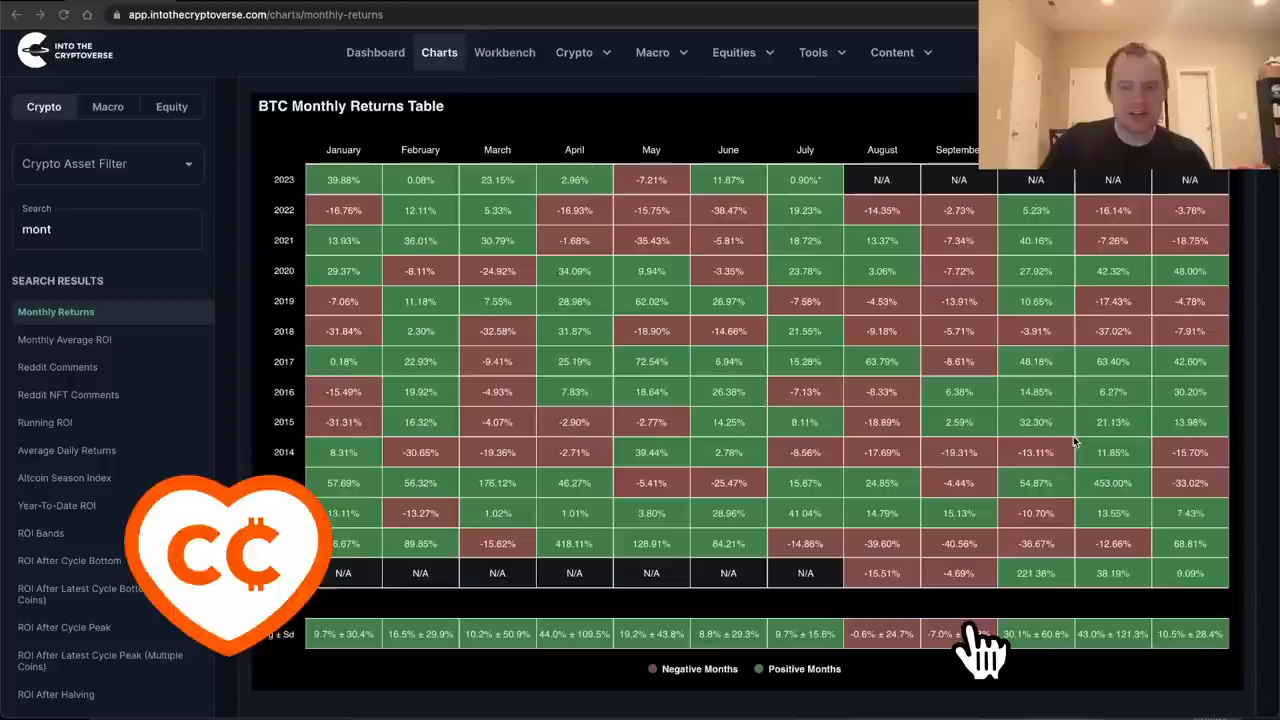 app.intothecryptoverse.com/charts/monthly-returns
INTO THE
CRYPTOVERSE
Dashboard Charts Workbench Crypto Macro Equities Tools Content
Crypto Macro Equity
Crypto Asset Filter
Search
mont
SEARCH RESULTS
Monthly Returns
Monthly Average ROI
Reddit Comments
Reddit NFT Comments
Running ROI
Average Daily Returns
Altcoin Season Index
Year-To-Date ROI
ROI Bands
ROI After Cycle Bottom
ROI After Latest Cycle Botto
Coins)
ROI After Cycle Peak
ROI After Latest Cycle Peak (Multiple
Coins)
ROI After Halving
BTC Monthly Returns Table
January February March April May June July August Septembe
2023 39.88% 0.08% 23.15% 2.96% -7.21% 11.87% 0.90%* N/A N/A N/A N/A N/A
2022 -16.76% 12.11% 5.33% -16.93% -15.75% -38.47% 19.23% -14.35% -2.73% 5.23% -16.14% -3.76%
2021 13.93% 36.01% 30.79% -1.68% -35.43% -5.81% 18.72% 13.37% -7.34% 40.16% -7.26% -18.75%
2020 29.37% -8.11% -24.92% 34.09% 9.94% -3.35% 23.78% 3.06% -7.72% 27.92% 42.32% 48.00%
2019 -7.06% 11.18% 7.55% 28.98% 62.02% 26.97% -7.58% -4.53% -13.91% 10.65% -17.43% -4.78%
2018 -31.84% 2.30% -32.58% 31.87% -18.90% -14.66% 21.55% -9.18% -5.71% -3.91% -37.02% -7.91%
2017 0.18% 22.93% -9.41% 25.19% 72.54% 6.94% 15.28% 63.79% -8.61% 48.18% 63.40% 42.60%
2016 -15.49% 19.92% -4.93% 7.83% 18.64% 26.38% -7.13% -8.33% 6.38% 14.85% 6.27% 30.20%
2015 -31.31% 16.32% -4.07% -2.90% -2.77% 14.25% 8.11% -18.89% 2.59% 32.30% 21.13% 13.98%
2014 8.31% -30.65% -19.36% -2.71% 39.44% 2.78% -8.56% -17.69% -19.31% -13.11% 11.85% -15.70%
57.69% 56.32% 176.12% 46.27% -5.41% -25.47% 15.67% 24.85% -4.44% 54.87% 453.00% -33.02%
13.11% -13.27% 1.02% 1.01% 3.80% 28.96% 41.04% 14.79% 15.13% -10.70% 13.55% 7.43%
6.67% 89.85% -15.62% 418.11% 128.91% 84.21% -14.86% -39.60% -40.56% -36.67% -12.66% 68.81%
N/A N/A N/A N/A N/A N/A N/A -15.51% -4.69% 221.38% 38.19% 9.09%
± Sd 9.7% ± 30.4% 16.5% ± 29.9% 10.2% ± 50.9% 44.0% ± 109.5% 19.2% ± 43.8% 8.8% ± 29.3% 9.7% ± 15.6% -0.6% ± 24.7% -7.0% ± 30.1% ± 60.8% 43.0% ± 121.3% 10.5% ± 28.4%
Negative Months Positive Months